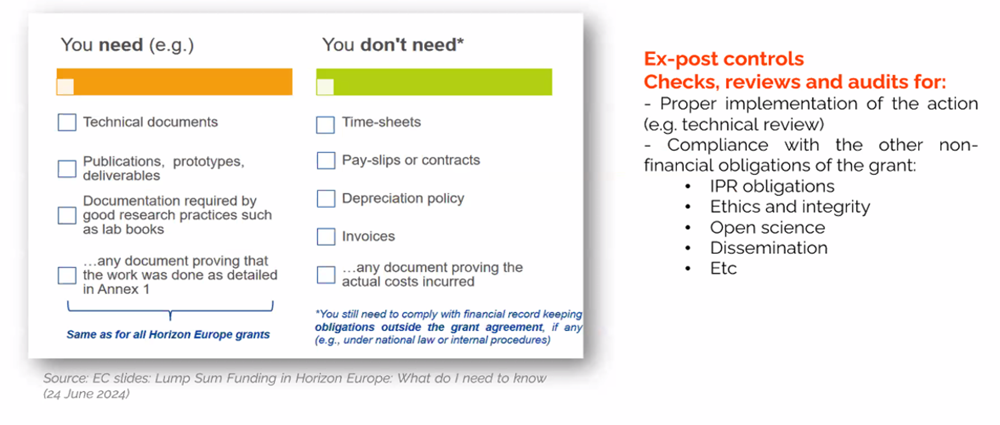 You need (e.g.)
Technical documents
Publications, prototypes,
deliverables
Documentation required by
good research practices such
as lab books
…any document proving that
the work was done as detailed
in Annex 1
Same as for all Horizon Europe grants
You don't need*
Time-sheets
Pay-slips or contracts
Depreciation policy
Invoices
…any document proving the
actual costs incurred
*You still need to comply with financial record keeping
obligations outside the grant agreement, if any
(e.g., under national law or internal procedures)
Source: EC slides: Lump Sum Funding in Horizon Europe: What do I need to know
(24 June 2024)
Ex-post controls
Checks, reviews and audits for:
- Proper implementation of the action
(e.g. technical review)
- Compliance with the other non-
financial obligations of the grant:
• IPR obligations
• Ethics and integrity
• Open science
• Dissemination
• Etc